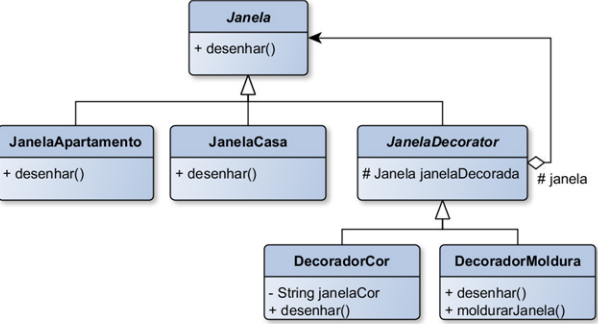 Janela
+ desenhar()
JanelaApartamento
+ desenhar()
JanelaCasa
+ desenhar()
JanelaDecorator
# Janela janelaDecorada
# janela
DecoradorCor
- String janelaCor
+ desenhar()
DecoradorMoldura
+ desenhar()
+ moldurarJanela()